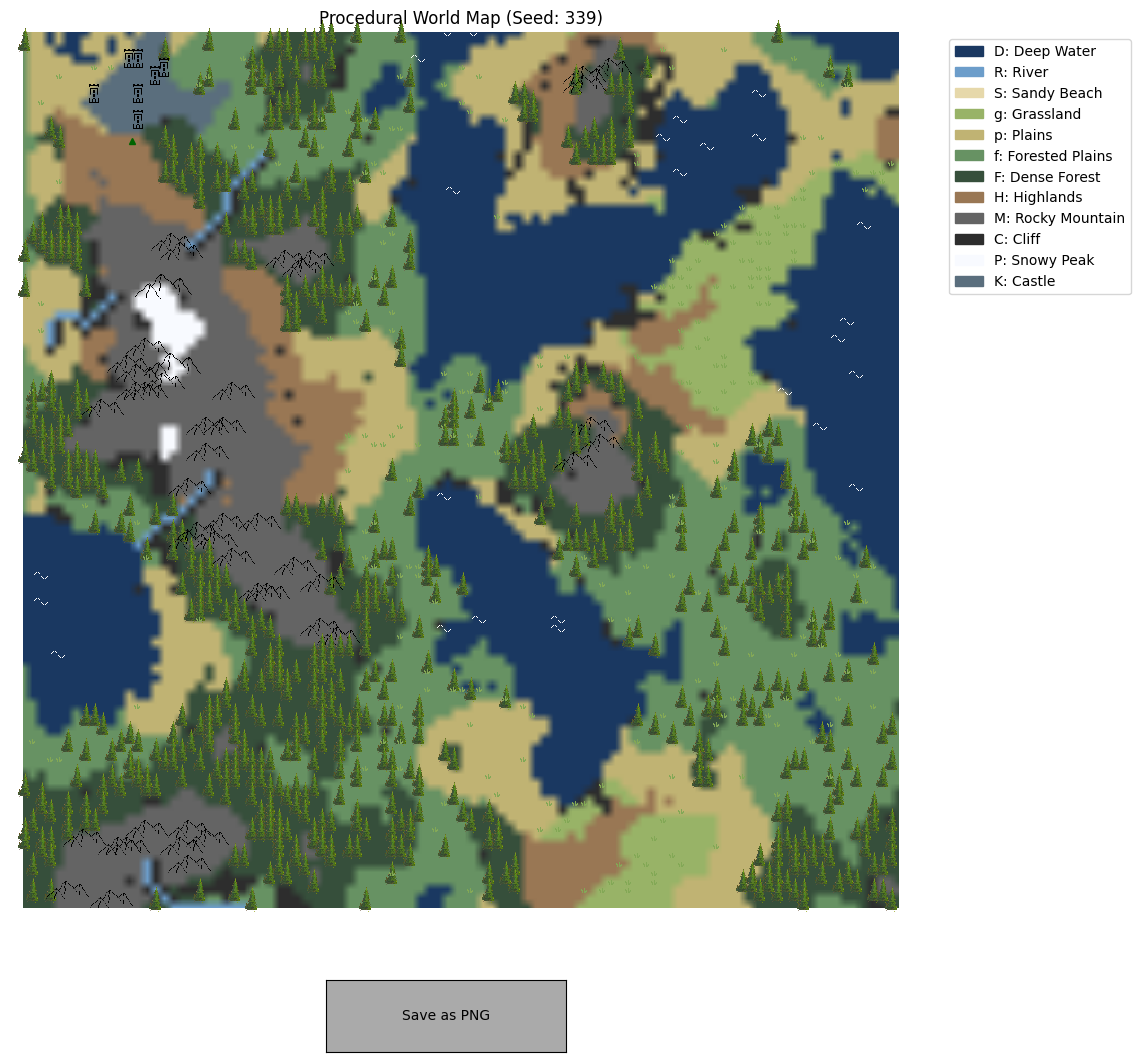 Procedural World Map (Seed: 339)
D: Deep Water
R: River
S: Sandy Beach
g: Grassland
p: Plains
f: Forested Plains
F: Dense Forest
H: Highlands
M: Rocky Mountain
C: Cliff
P: Snowy Peak
K: Castle
Save as PNG